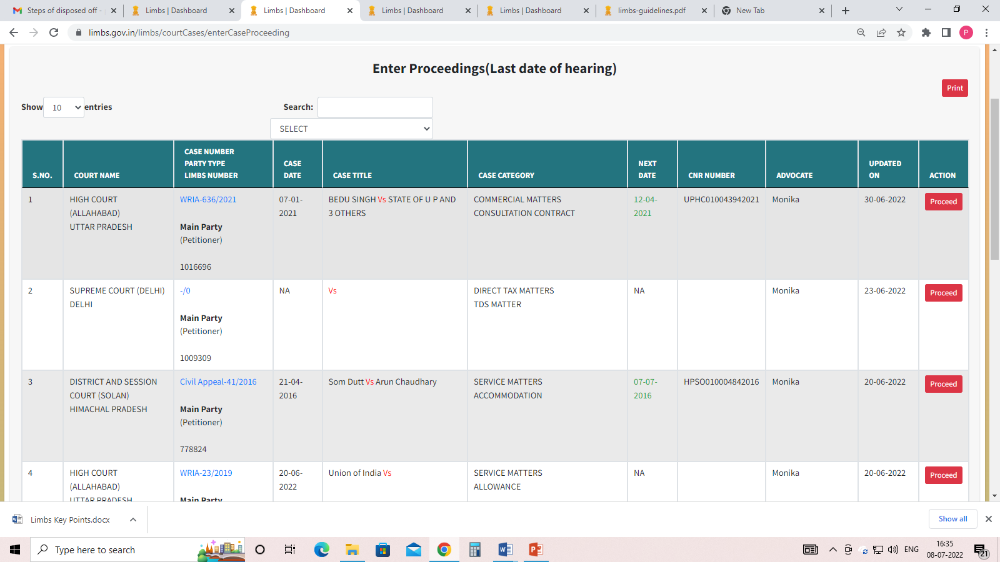 Steps of disposed off -
Limbs | Dashboard
Limbs | Dashboard
Limbs | Dashboard
Limbs | Dashboard
limbs-guidelines.pdf
New Tab
limbs.gov.in/limbs/courtCases/enterCaseProceeding
P
Enter Proceedings(Last date of hearing)
Print
Show 10 entries
Search:
SELECT
S.NO.
COURT NAME
CASE NUMBER
PARTY TYPE
LIMBS NUMBER
CASE
DATE
CASE TITLE
CASE CATEGORY
NEXT
DATE
CNR NUMBER
ADVOCATE
UPDATED
ON
ACTION
1
HIGH COURT
(ALLAHABAD)
UTTAR PRADESH
WRIA-636/2021
Main Party
(Petitioner)
1016696
07-01-
2021
BEDU SINGH Vs STATE OF U P AND
3 OTHERS
COMMERCIAL MATTERS
CONSULTATION CONTRACT
12-04-
2021
UPHC010043942021
Monika
30-06-2022
Proceed
2
SUPREME COURT (DELHI)
DELHI
-/0
Main Party
(Petitioner)
1009309
NA
Vs
DIRECT TAX MATTERS
TDS MATTER
NA
Monika
23-06-2022
Proceed
3
DISTRICT AND SESSION
COURT (SOLAN)
HIMACHAL PRADESH
Civil Appeal-41/2016
Main Party
(Petitioner)
778824
21-04-
2016
Som Dutt Vs Arun Chaudhary
SERVICE MATTERS
ACCOMMODATION
07-07-
2016
HPSO010004842016
Monika
20-06-2022
Proceed
4
HIGH COURT
(ALLAHABAD)
UTTAR PRADESH
WRIA-23/2019
Main Party
20-06-
2022
Union of India Vs
SERVICE MATTERS
ALLOWANCE
NA
Monika
20-06-2022
Proceed
Limbs Key Points.docx
Show all
Type here to search
ENG
16:35
08-07-2022
21